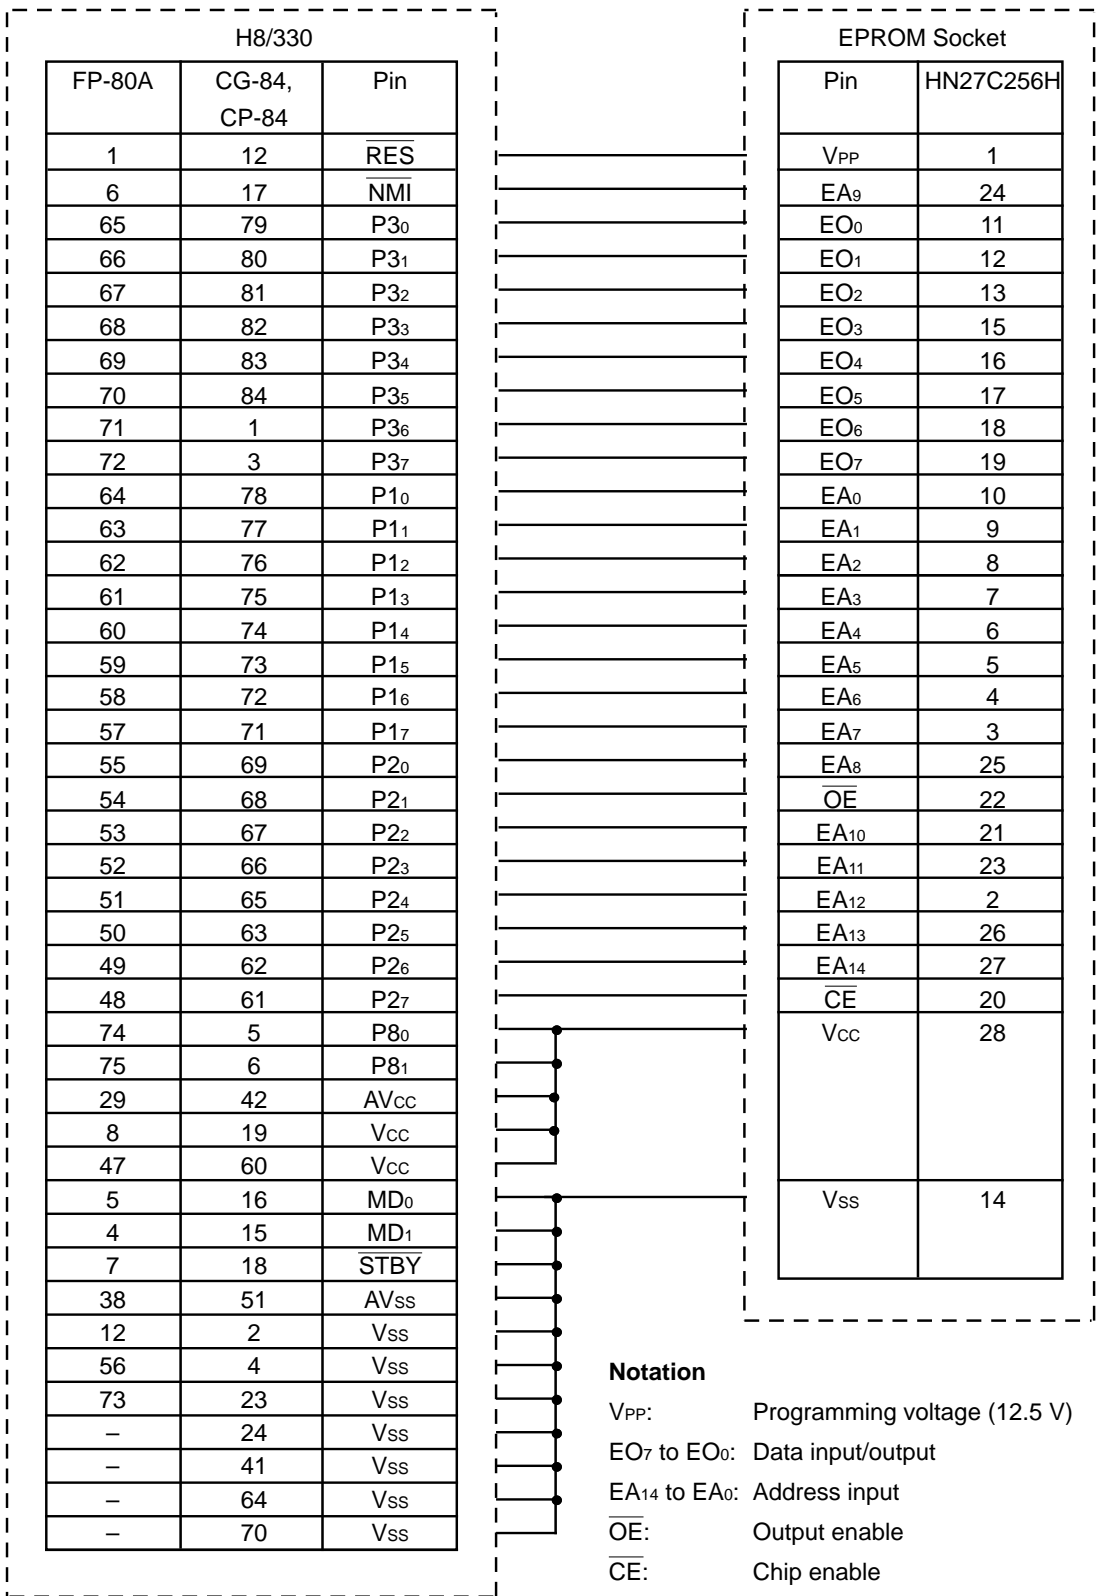 H8/330
FP-80A CG-84, CP-84 Pin
1 12 R̅E̅S̅
6 17 N̅M̅I̅
65 79 P3₀
66 80 P3₁
67 81 P3₂
68 82 P3₃
69 83 P3₄
70 84 P3₅
71 1 P3₆
72 3 P3₇
64 78 P1₀
63 77 P1₁
62 76 P1₂
61 75 P1₃
60 74 P1₄
59 73 P1₅
58 72 P1₆
57 71 P1₇
55 69 P2₀
54 68 P2₁
53 67 P2₂
52 66 P2₃
51 65 P2₄
50 63 P2₅
49 62 P2₆
48 61 P2₇
74 5 P8₀
75 6 P8₁
29 42 AVCC
8 19 VCC
47 60 VCC
5 16 MD₀
4 15 MD₁
7 18 S̅T̅B̅Y̅
38 51 AVSS
12 2 VSS
56 4 VSS
73 23 VSS
– 24 VSS
– 41 VSS
– 64 VSS
– 70 VSS
EPROM Socket
Pin HN27C256H
VPP 1
EA₉ 24
EO₀ 11
EO₁ 12
EO₂ 13
EO₃ 15
EO₄ 16
EO₅ 17
EO₆ 18
EO₇ 19
EA₀ 10
EA₁ 9
EA₂ 8
EA₃ 7
EA₄ 6
EA₅ 5
EA₆ 4
EA₇ 3
EA₈ 25
O̅E̅ 22
EA₁₀ 21
EA₁₁ 23
EA₁₂ 2
EA₁₃ 26
EA₁₄ 27
C̅E̅ 20
VCC 28
VSS 14
Notation
VPP: Programming voltage (12.5 V)
EO₇ to EO₀: Data input/output
EA₁₄ to EA₀: Address input
O̅E̅: Output enable
C̅E̅: Chip enable